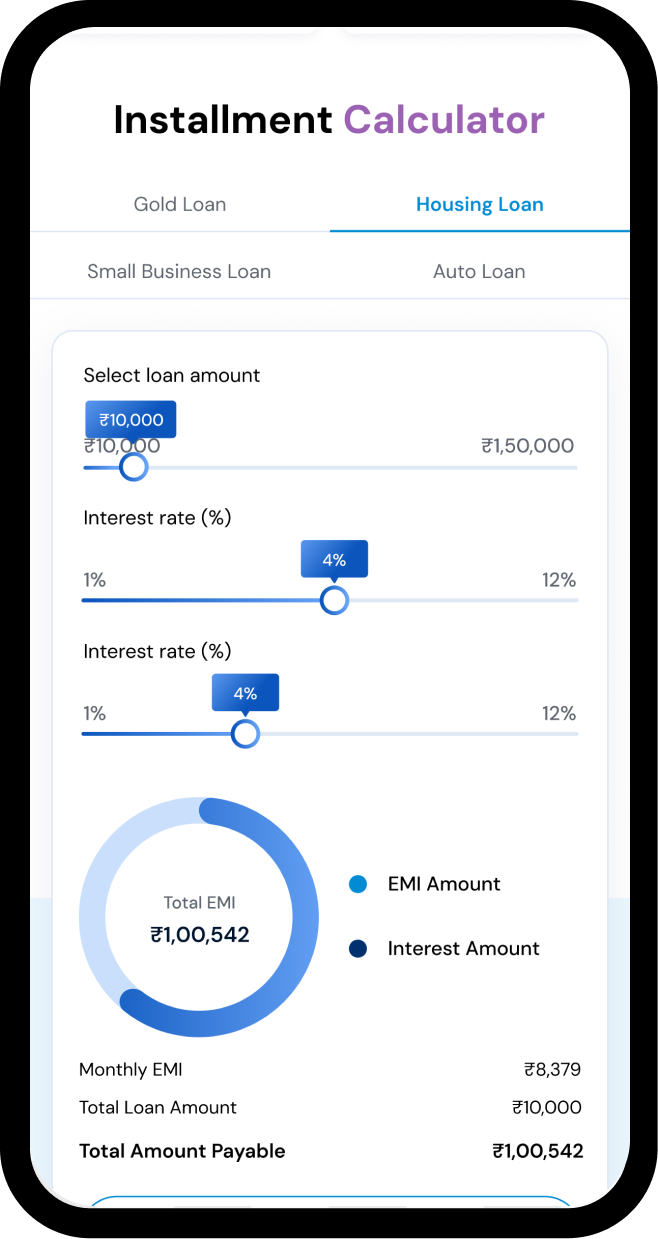 Installment Calculator
Gold Loan
Housing Loan
Small Business Loan
Auto Loan
Select loan amount
₹10,000
₹10,000
₹1,50,000
Interest rate (%)
4%
1%
12%
Interest rate (%)
4%
1%
12%
Total EMI
₹1,00,542
EMI Amount
Interest Amount
Monthly EMI
₹8,379
Total Loan Amount
₹10,000
Total Amount Payable
₹1,00,542